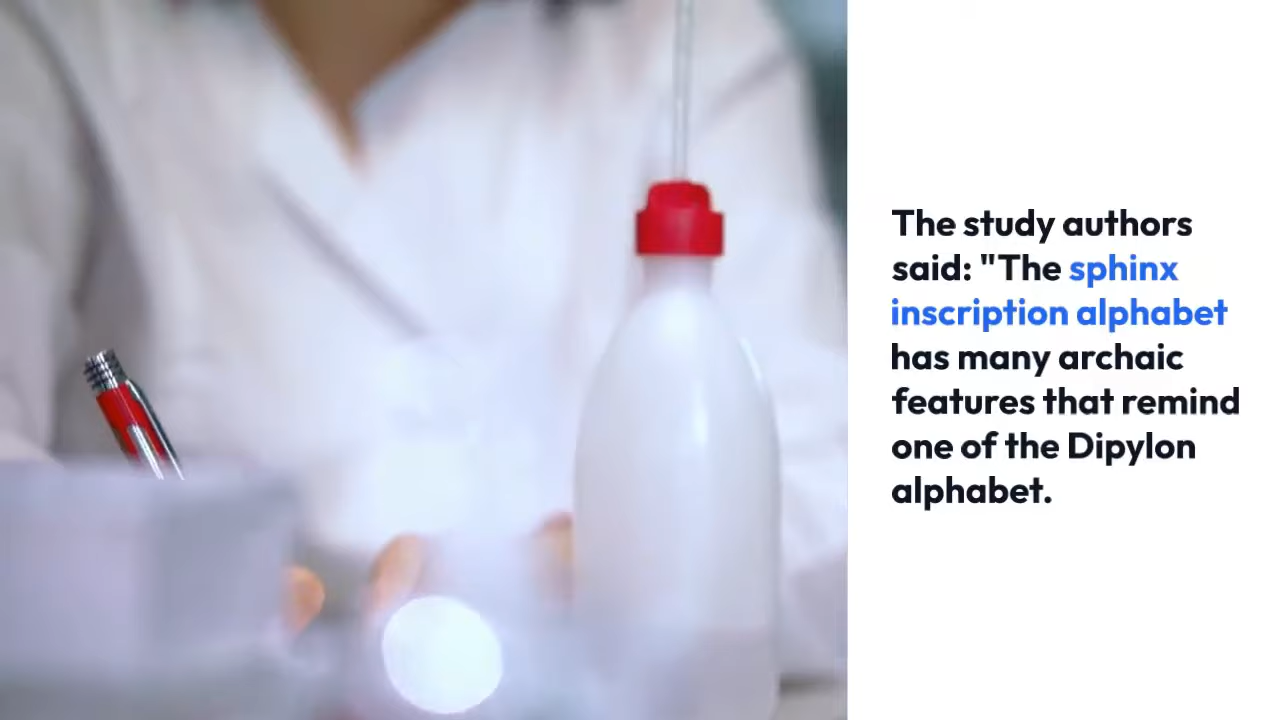 The study authors
said: "The sphinx
inscription alphabet
has many archaic
features that remind
one of the Dipylon
alphabet.